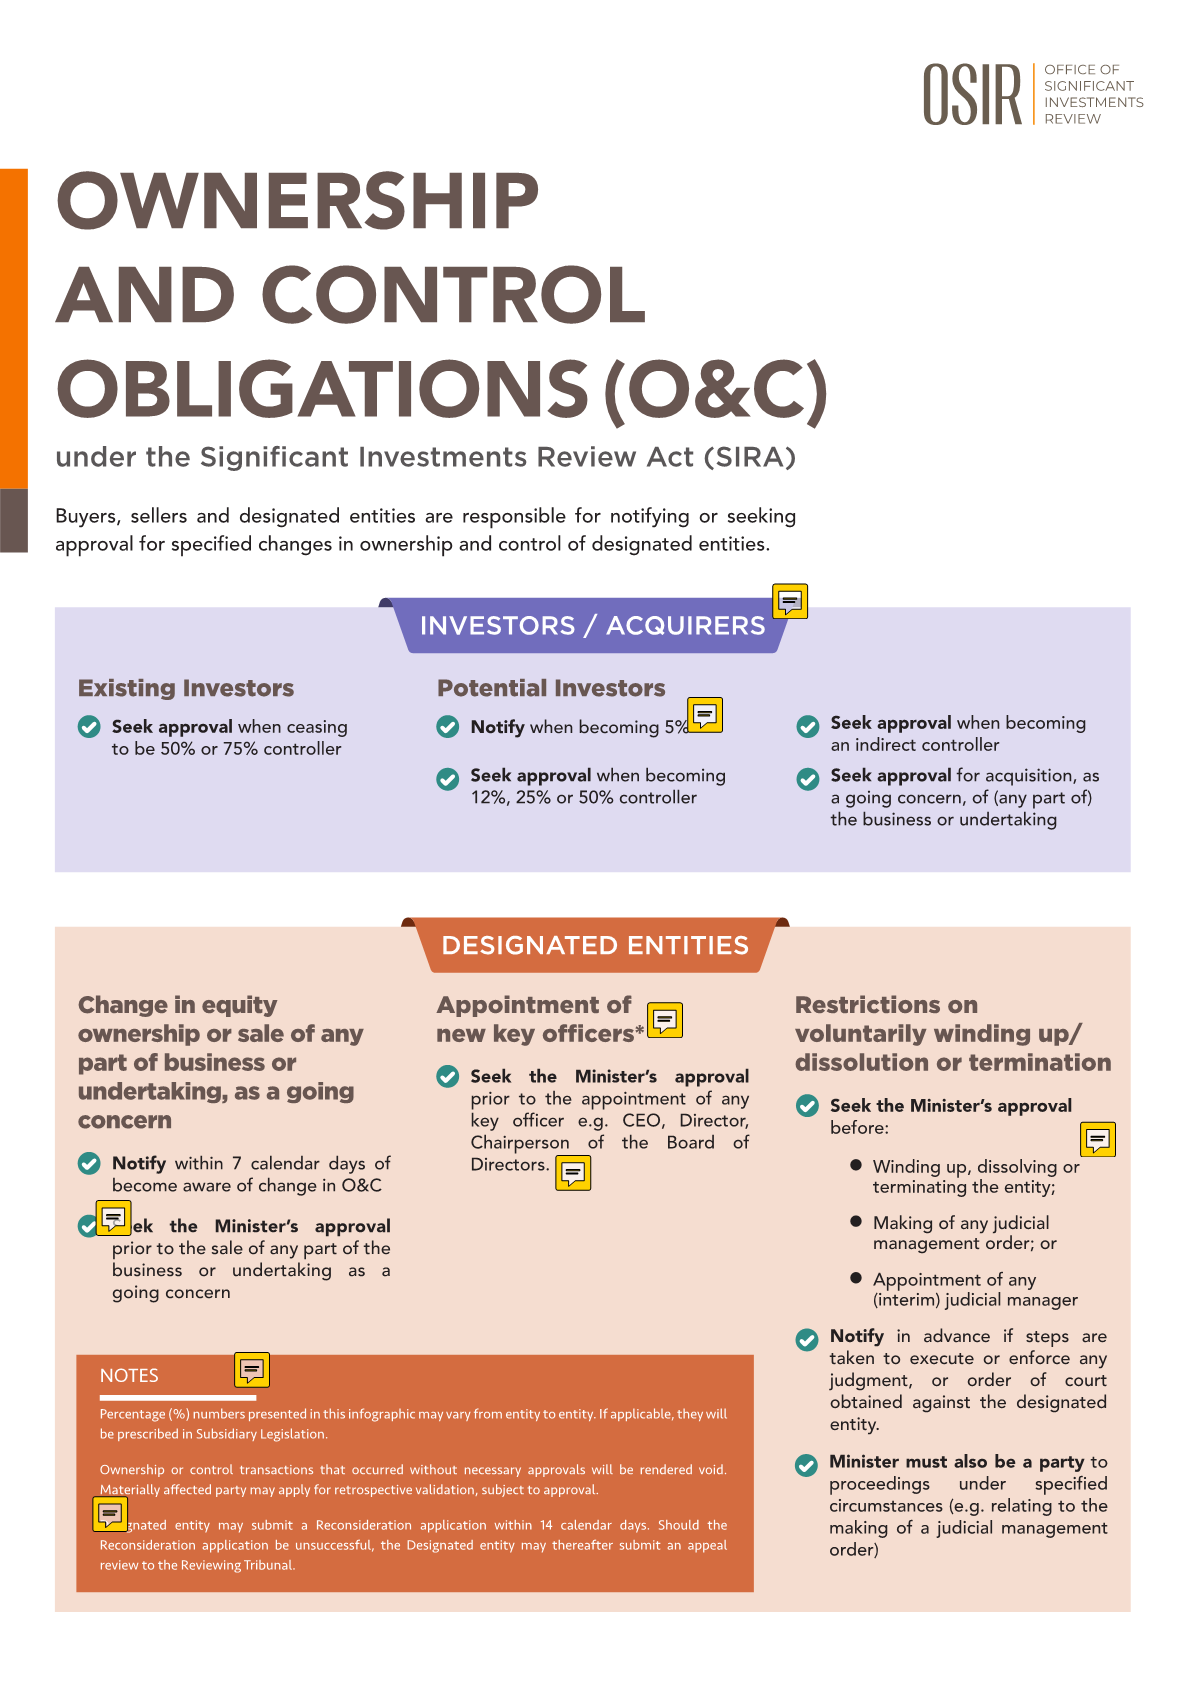 OSIR
OFFICE OF
SIGNIFICANT
INVESTMENTS
REVIEW
OWNERSHIP
AND CONTROL
OBLIGATIONS (O&C)
under the Significant Investments Review Act (SIRA)
Buyers, sellers and designated entities are responsible for notifying or seeking
approval for specified changes in ownership and control of designated entities.
INVESTORS / ACQUIRERS
Existing Investors
Seek approval when ceasing
to be 50% or 75% controller
Potential Investors
Notify when becoming 5%
Seek approval when becoming
12%, 25% or 50% controller
Seek approval when becoming
an indirect controller
Seek approval for acquisition, as
a going concern, of (any part of)
the business or undertaking
DESIGNATED ENTITIES
Change in equity
ownership or sale of any
part of business or
undertaking, as a going
concern
Notify within 7 calendar days of
become aware of change in O&C
the Minister's approval
prior to the sale of any part of the
business or undertaking as a
going concern
Appointment of
new key officers*
Seek the Minister's approval
prior to the appointment of any
key officer e.g. CEO, Director,
Chairperson of the Board of
Directors.
Restrictions on
voluntarily winding up/
dissolution or termination
Seek the Minister's approval
before:
Winding up, dissolving or
terminating the entity;
Making of any judicial
management order; or
Appointment of any
(interim) judicial manager
Notify in advance if steps are
taken to execute or enforce any
judgment, or order of court
obtained against the designated
entity.
Minister must also be a party to
proceedings under specified
circumstances (e.g. relating to the
making of a judicial management
order)
NOTES
Percentage (%) numbers presented in this infographic may vary from entity to entity. If applicable, they will
be prescribed in Subsidiary Legislation.
Ownership or control transactions that occurred without necessary approvals will be rendered void.
Materially affected party may apply for retrospective validation, subject to approval.
entity may submit a Reconsideration application within 14 calendar days. Should the
Reconsideration application be unsuccessful, the Designated entity may thereafter submit an appeal
review to the Reviewing Tribunal.